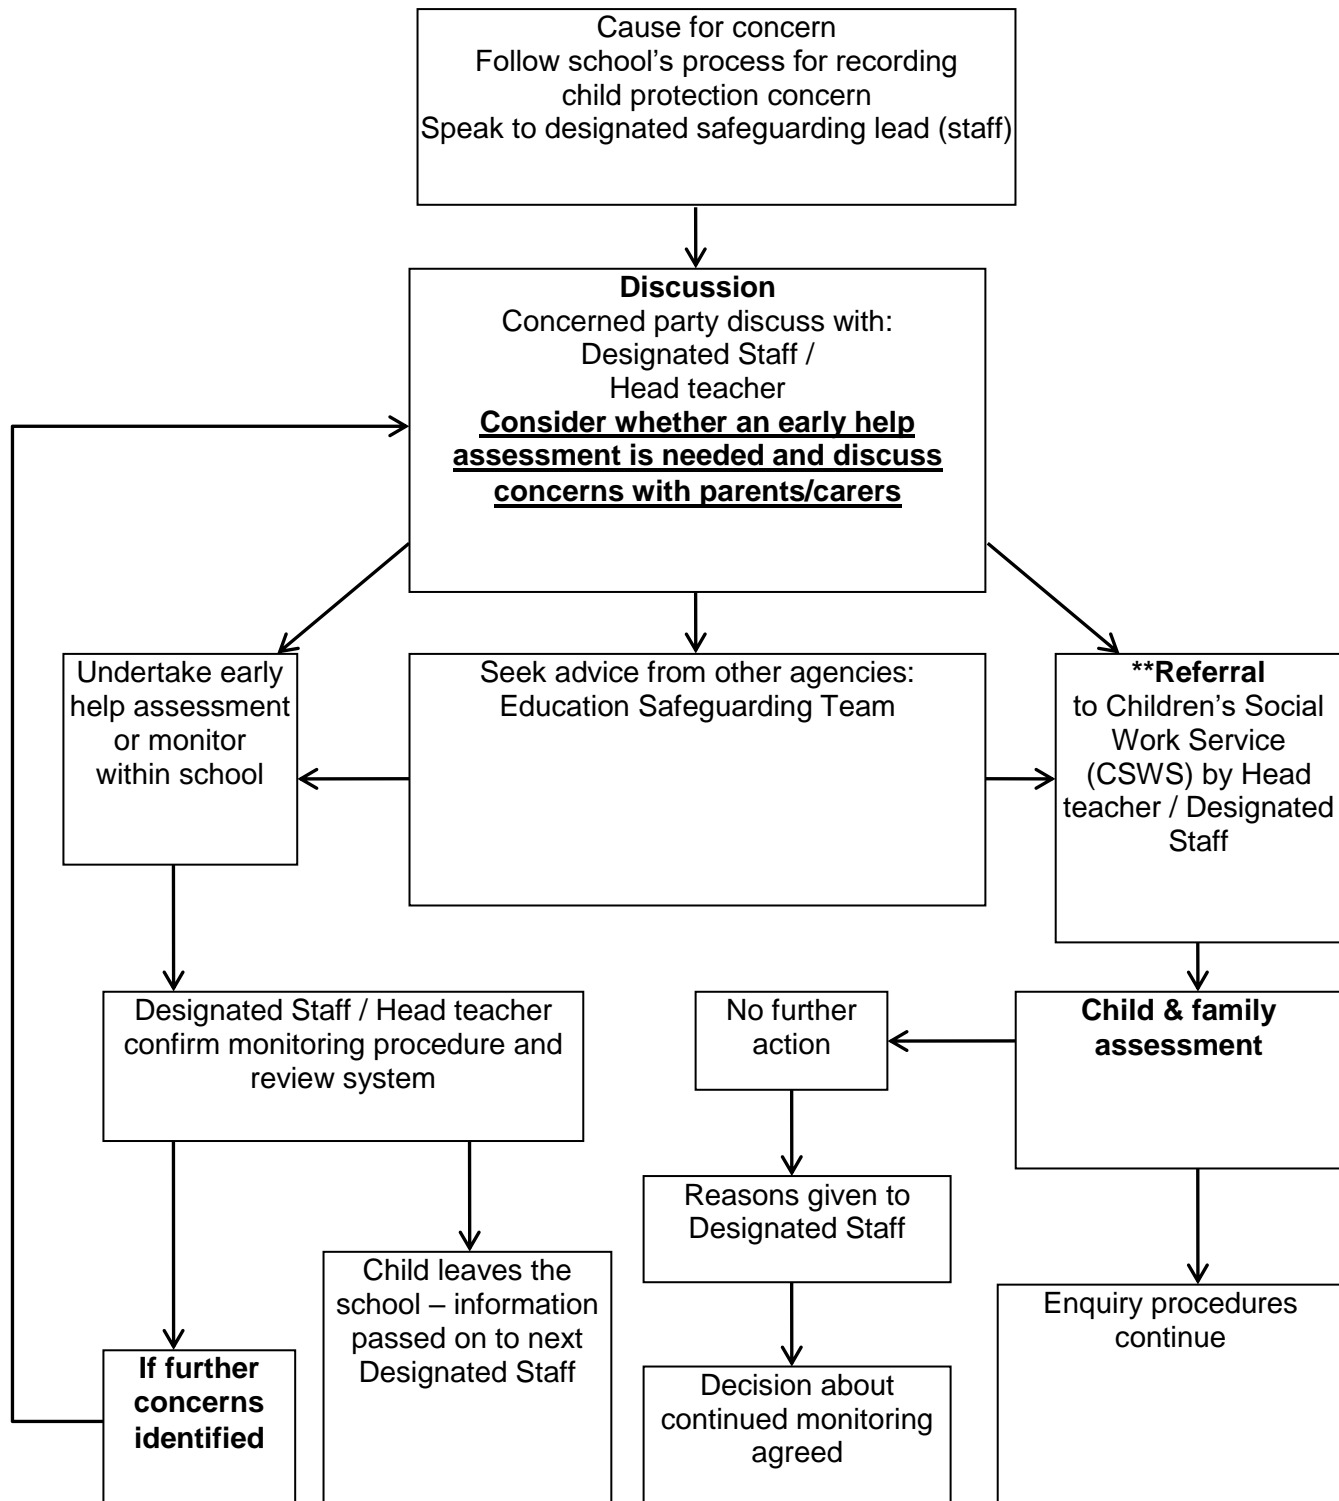 Cause for concern
Follow school’s process for recording
child protection concern
Speak to designated safeguarding lead (staff)
Discussion
Concerned party discuss with:
Designated Staff /
Head teacher
Consider whether an early help
assessment is needed and discuss
concerns with parents/carers
Undertake early
help assessment
or monitor
within school
Seek advice from other agencies:
Education Safeguarding Team
**Referral
to Children’s Social
Work Service
(CSWS) by Head
teacher / Designated
Staff
Designated Staff / Head teacher
confirm monitoring procedure and
review system
No further
action
Child & family
assessment
Reasons given to
Designated Staff
Child leaves the
school – information
passed on to next
Designated Staff
Enquiry procedures
continue
If further
concerns
identified
Decision about
continued monitoring
agreed